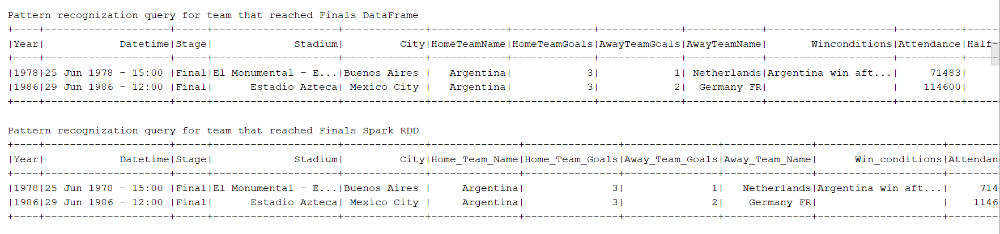 Pattern recognization query for team that reached Finals DataFrame
+----+--------------------+-----+--------------------+-------------+------------+-------------+-------------+------------+--------------------+----------+-----
|Year|            Datetime|Stage|             Stadium|         City|HomeTeamName|HomeTeamGoals|AwayTeamGoals|AwayTeamName|       Winconditions|Attendance|Half-
+----+--------------------+-----+--------------------+-------------+------------+-------------+-------------+------------+--------------------+----------+-----
|1978|25 Jun 1978 - 15:00 |Final|El Monumental - E...|Buenos Aires |   Argentina|            3|            1| Netherlands|Argentina win aft...|     71483|
|1986|29 Jun 1986 - 12:00 |Final|      Estadio Azteca| Mexico City |   Argentina|            3|            2|  Germany FR|                    |    114600|
+----+--------------------+-----+--------------------+-------------+------------+-------------+-------------+------------+--------------------+----------+-----
Pattern recognization query for team that reached Finals Spark RDD
+----+--------------------+-----+--------------------+-------------+--------------+---------------+---------------+--------------+--------------------+--------
|Year|            Datetime|Stage|             Stadium|         City|Home_Team_Name|Home_Team_Goals|Away_Team_Goals|Away_Team_Name|      Win_conditions|Attendan
+----+--------------------+-----+--------------------+-------------+--------------+---------------+---------------+--------------+--------------------+--------
|1978|25 Jun 1978 - 15:00 |Final|El Monumental - E...|Buenos Aires |     Argentina|              3|              1|   Netherlands|Argentina win aft...|     714
|1986|29 Jun 1986 - 12:00 |Final|      Estadio Azteca| Mexico City |     Argentina|              3|              2|    Germany FR|                    |    1146
+----+--------------------+-----+--------------------+-------------+--------------+---------------+---------------+--------------+--------------------+--------